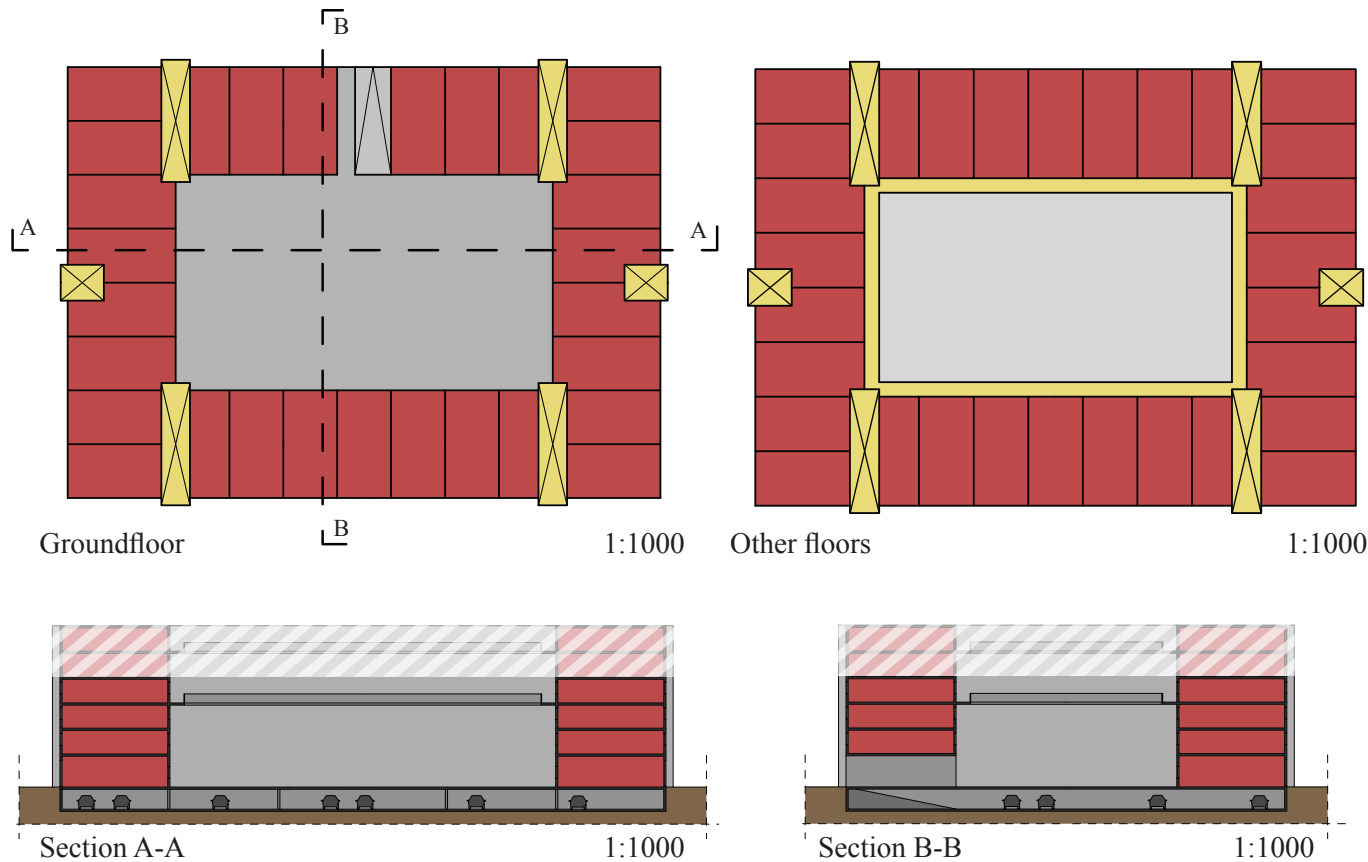 B
A
A
B
Groundfloor 1:1000
Other floors 1:1000
Section A-A 1:1000
Section B-B 1:1000